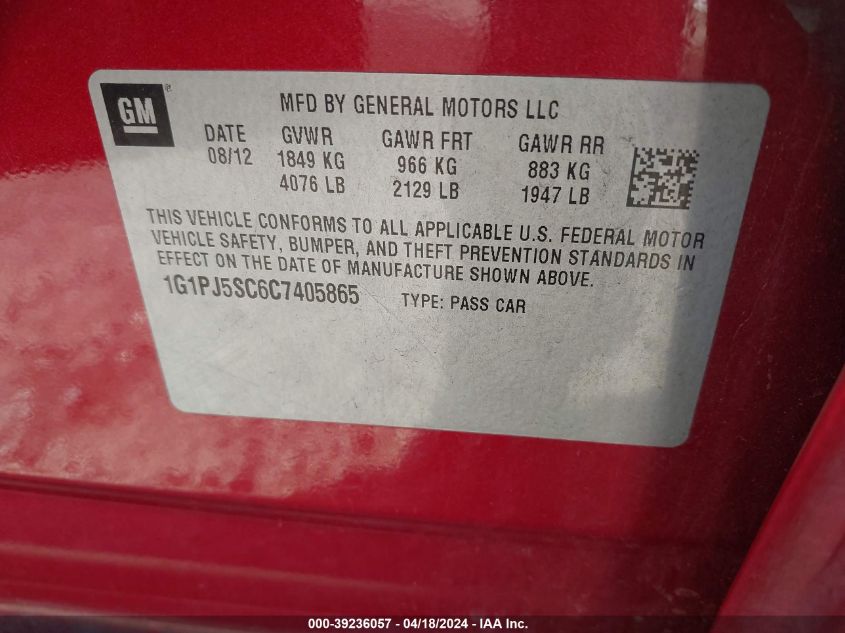 GM®
MFD BY GENERAL MOTORS LLC
DATE GVWR GAWR FRT GAWR RR
08/12 1849 KG 966 KG 883 KG
4076 LB 2129 LB 1947 LB
THIS VEHICLE CONFORMS TO ALL APPLICABLE U.S. FEDERAL MOTOR
VEHICLE SAFETY, BUMPER, AND THEFT PREVENTION STANDARDS IN
EFFECT ON THE DATE OF MANUFACTURE SHOWN ABOVE.
1G1PJ5SC6C7405865 TYPE: PASS CAR
000-39236057 - 04/18/2024 - IAA Inc.